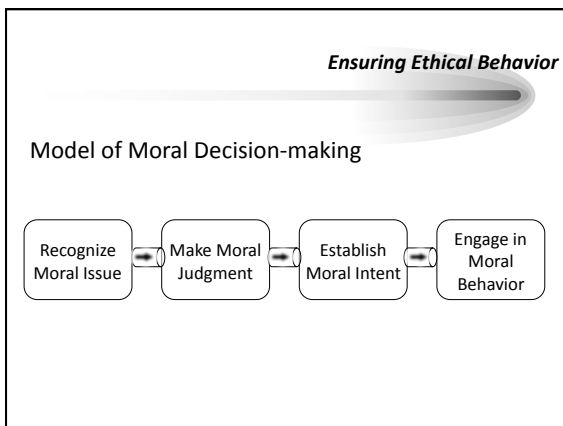 Ensuring Ethical Behavior
Model of Moral Decision-making
Recognize
Moral Issue
Make Moral
Judgment
Establish
Moral Intent
Engage in
Moral
Behavior